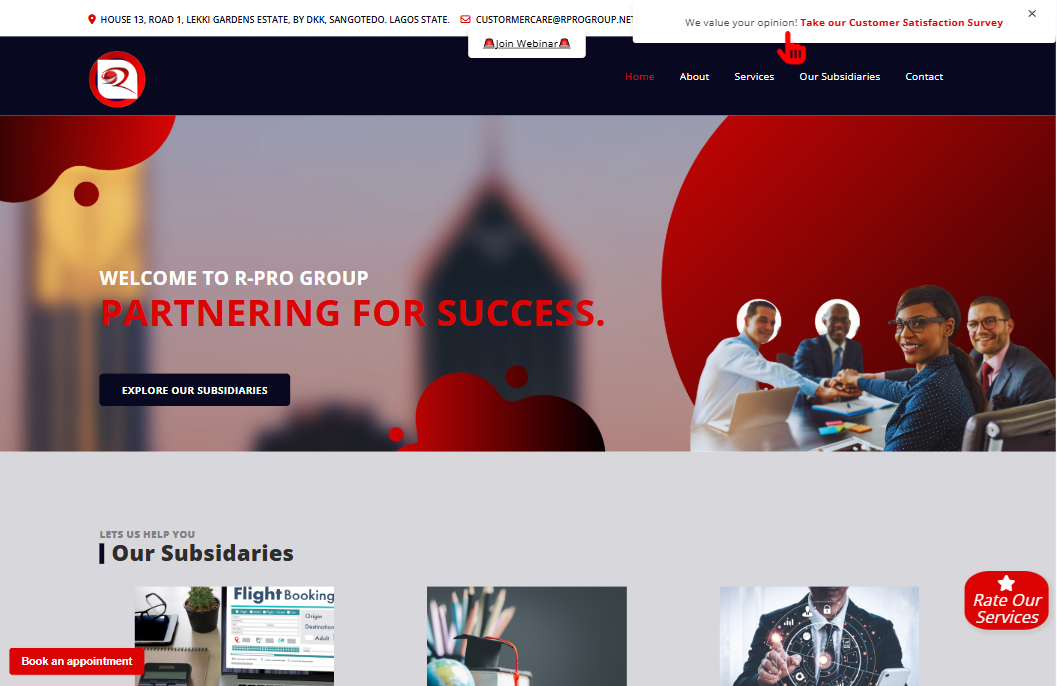 HOUSE 13, ROAD 1, LEKKI GARDENS ESTATE, BY DKK, SANGOTEDO. LAGOS STATE.
CUSTORMERCARE@RPROGROUP.NET
We value your opinion! Take our Customer Satisfaction Survey
🚨Join Webinar🚨
Home
About
Services
Our Subsidiaries
Contact
WELCOME TO R-PRO GROUP
PARTNERING FOR SUCCESS.
EXPLORE OUR SUBSIDIARIES
LETS US HELP YOU
Our Subsidaries
Flight Booking
Origin
Destination
Adult
Rate Our
Services
Book an appointment